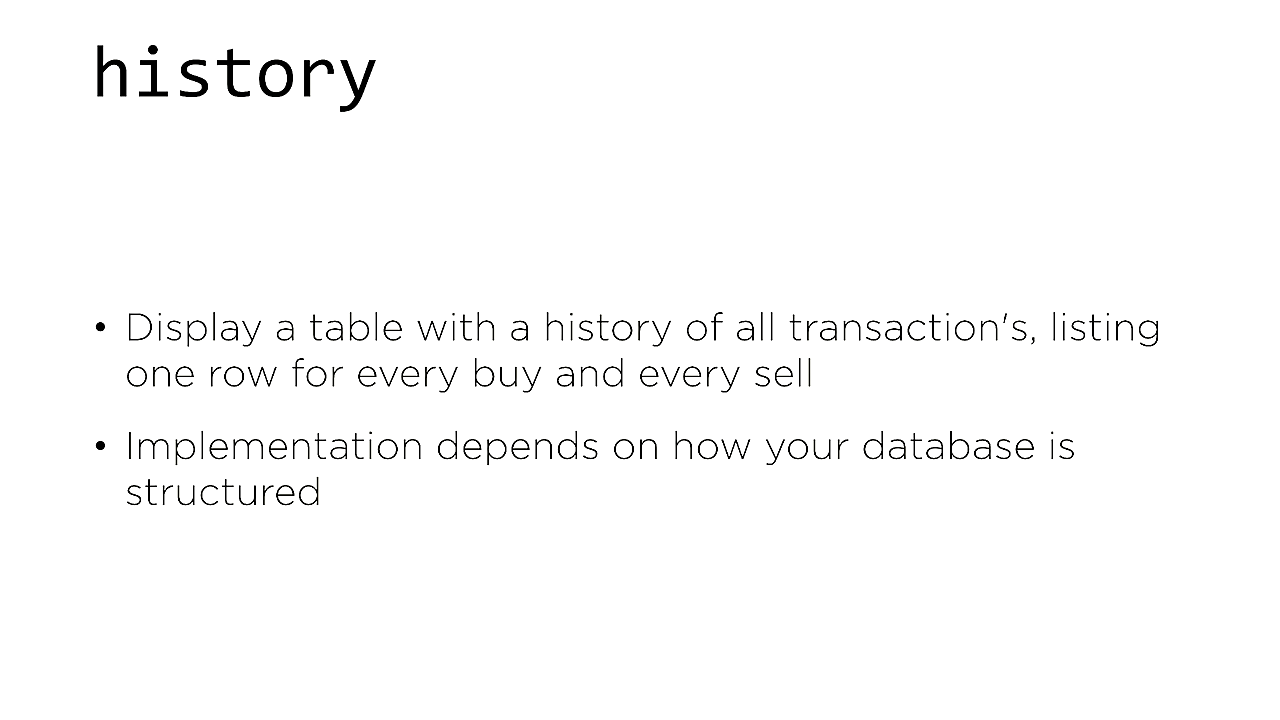 history
• Display a table with a history of all transaction's, listing
one row for every buy and every sell
• Implementation depends on how your database is
structured